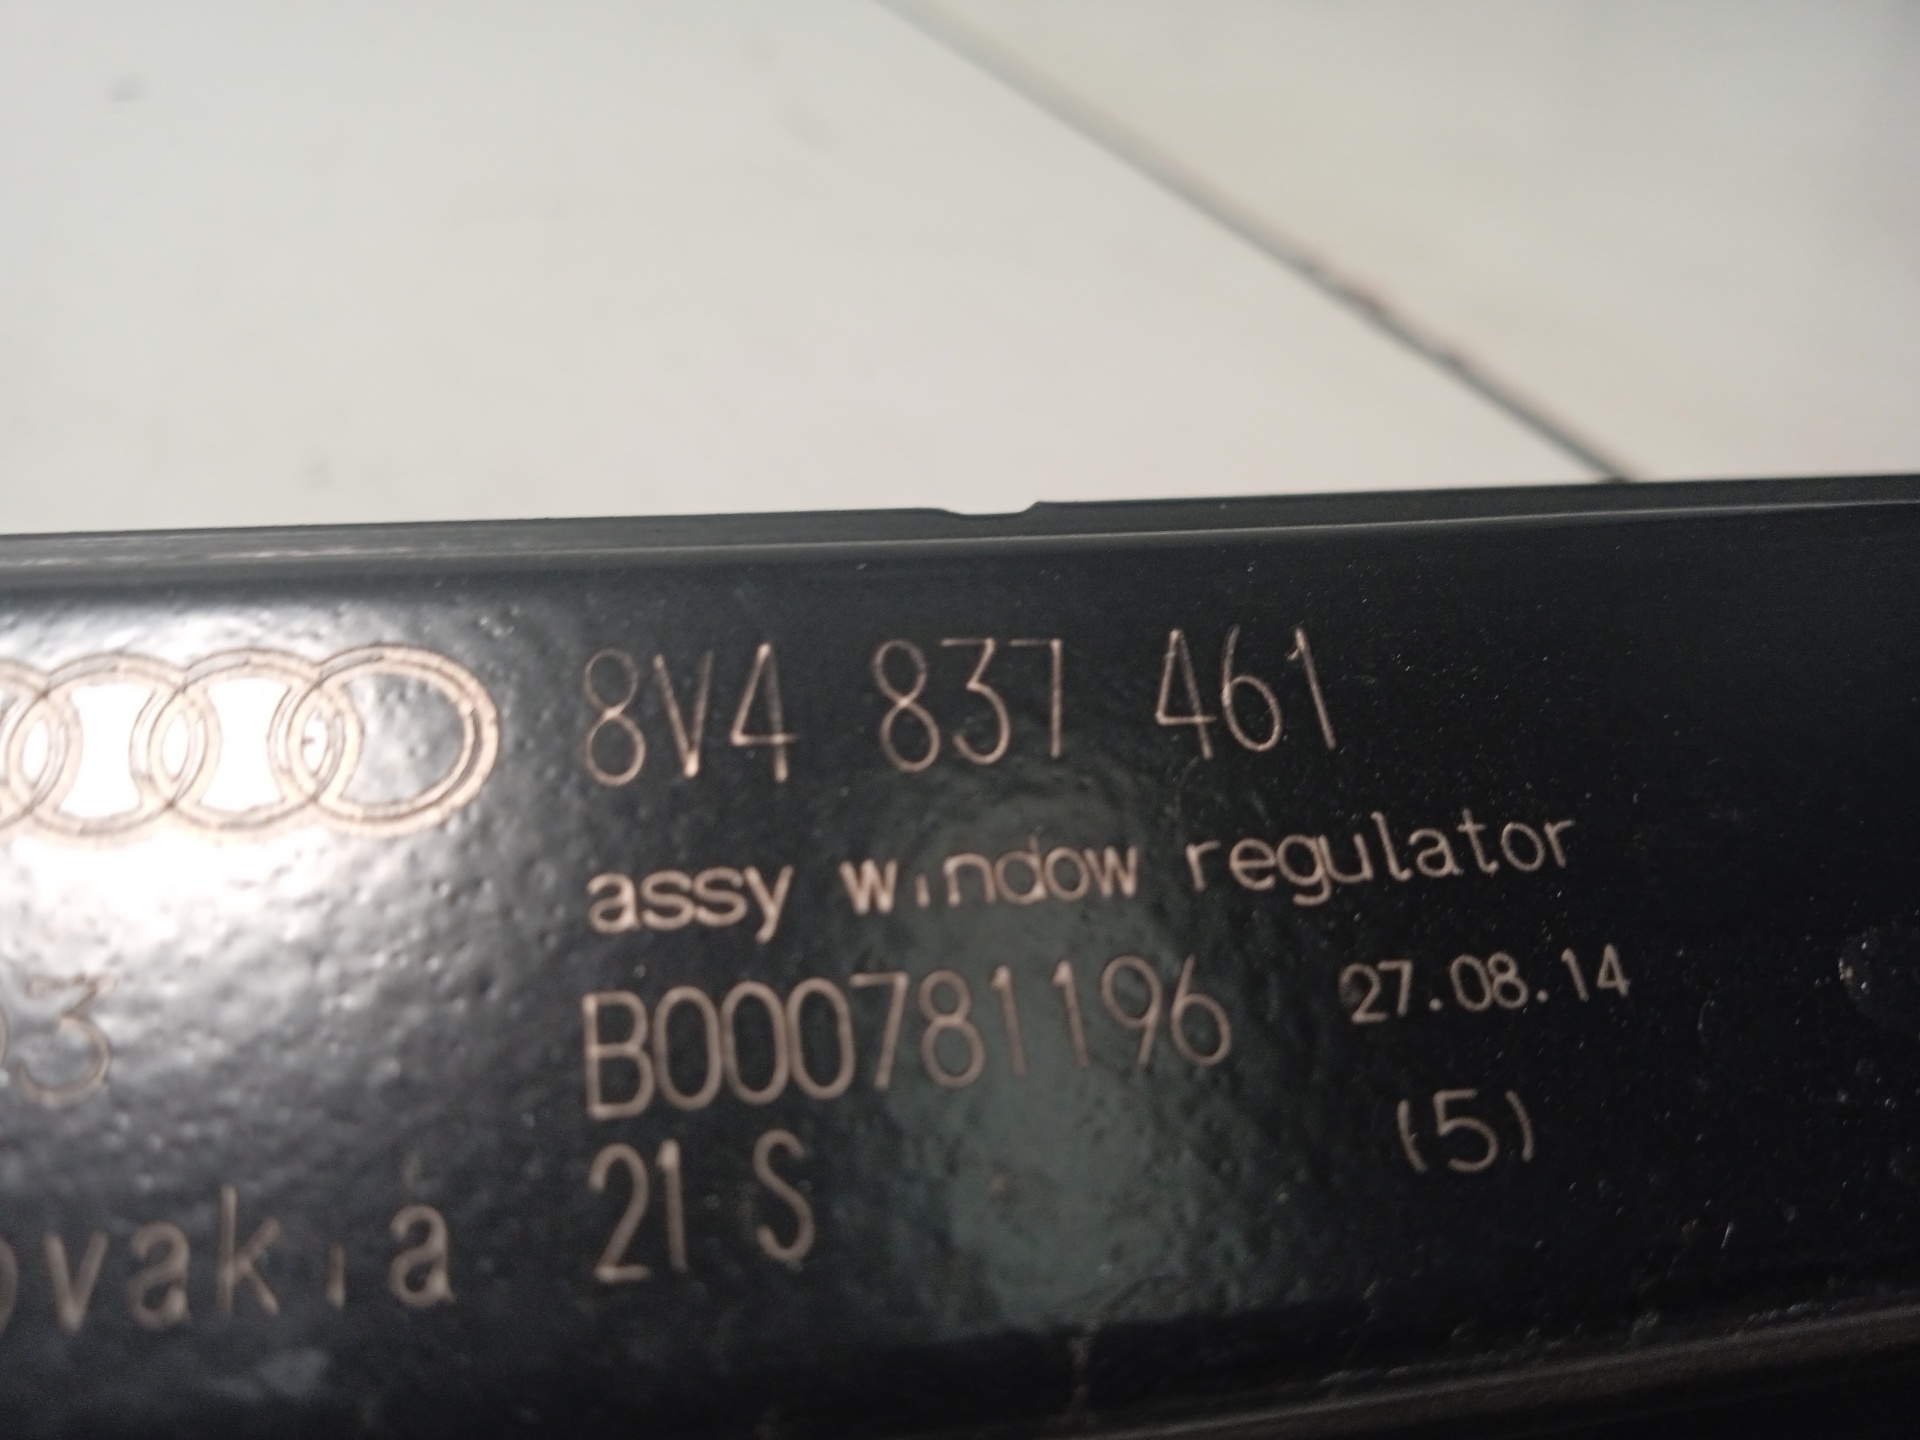 8V4 837 461
assy window regulator
B000781196 27.08.14
21 S (5)